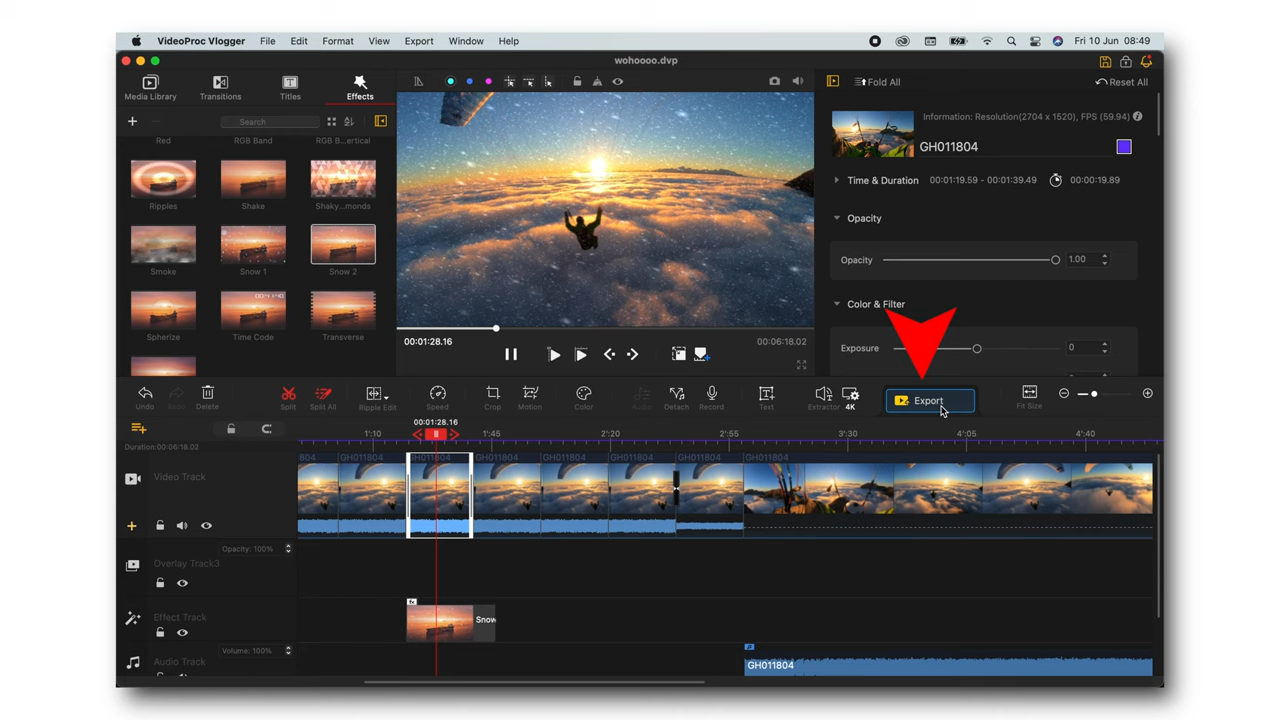 VideoProc Vlogger File Edit Format View Export Window Help Fri 10 Jun 08:49
wohoooo.dvp
Media Library Transitions Titles Effects
Fold All Reset All
Search
Red RGB Band RGB B...ertical
Information: Resolution(2704 x 1520), FPS (59.94)
GH011804
Time & Duration 00:01:19.59 - 00:01:39.49 00:00:19.89
Ripples Shake Shaky...monds
Opacity
Opacity 1.00
Smoke Snow 1 Snow 2
Color & Filter
Spherize Time Code Transverse
00:01:28.16 00:06:18.02
Exposure 0
Undo Redo Delete Split Split All Ripple Edit Speed Crop Motion Color Audio Detach Record Text Extractor 4K Export Fit Size
00:01:28.16
1:10 1:45 2:20 2:55 3:30 4:05 4:40
Duration:00:06:18.02
804 GH011804 GH011804 GH011804 GH011804 GH011804 GH011804 GH011804
Video Track
Opacity: 100%
Overlay Track3
Effect Track
Snow
Volume: 100%
Audio Track
GH011804